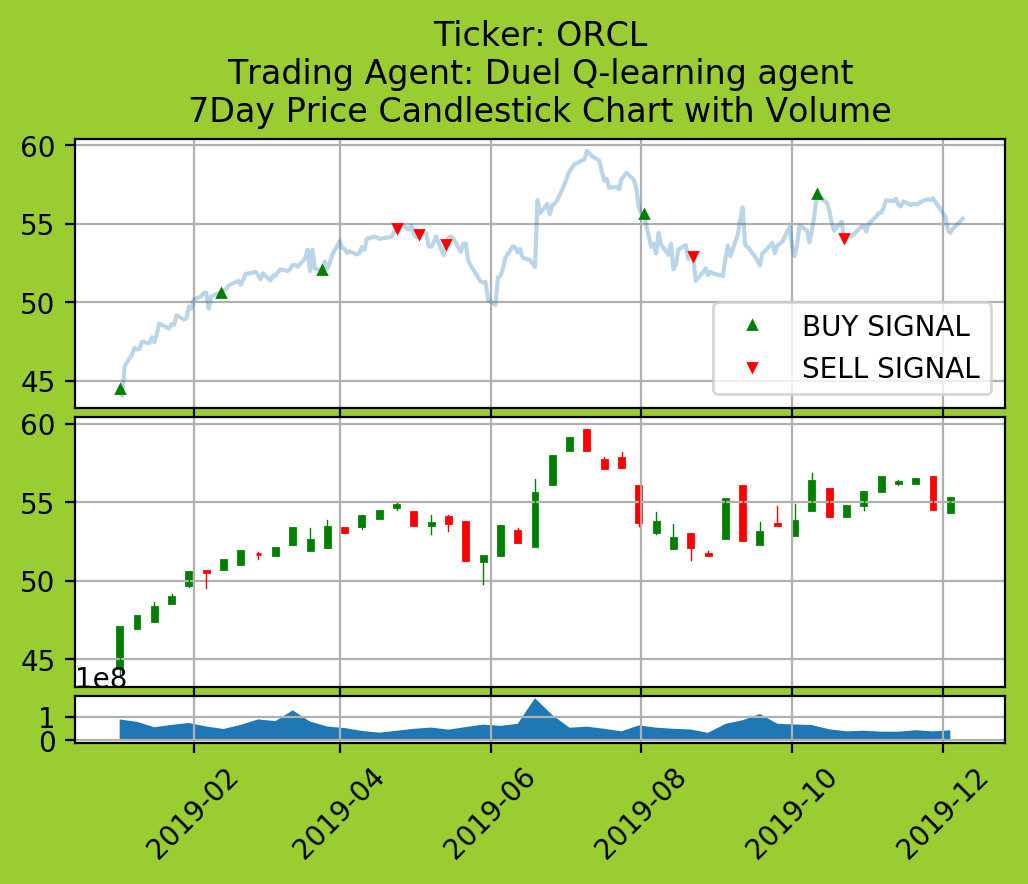 Ticker: ORCL
Trading Agent: Duel Q-learning agent
7Day Price Candlestick Chart with Volume
60
55
50
45
BUY SIGNAL
SELL SIGNAL
60
55
50
45
1e8
1
0
2019-02
2019-04
2019-06
2019-08
2019-10
2019-12